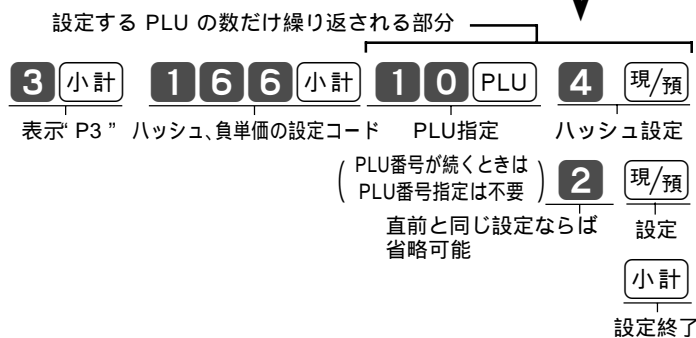 設定する PLU の数だけ繰り返される部分
3 小計 1 6 6 小計 1 0 PLU 4 現/預
表示“ P3 ” ハッシュ、負単価の設定コード PLU指定 ハッシュ設定
( PLU番号が続くときは
PLU番号指定は不要 ) 2 現/預
直前と同じ設定ならば 設定
省略可能
小計
設定終了